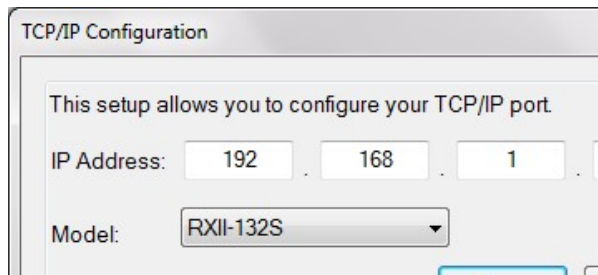 TCP/IP Configuration
This setup allows you to configure your TCP/IP port.
IP Address: 192 . 168 . 1 .
Model: RXII-132S